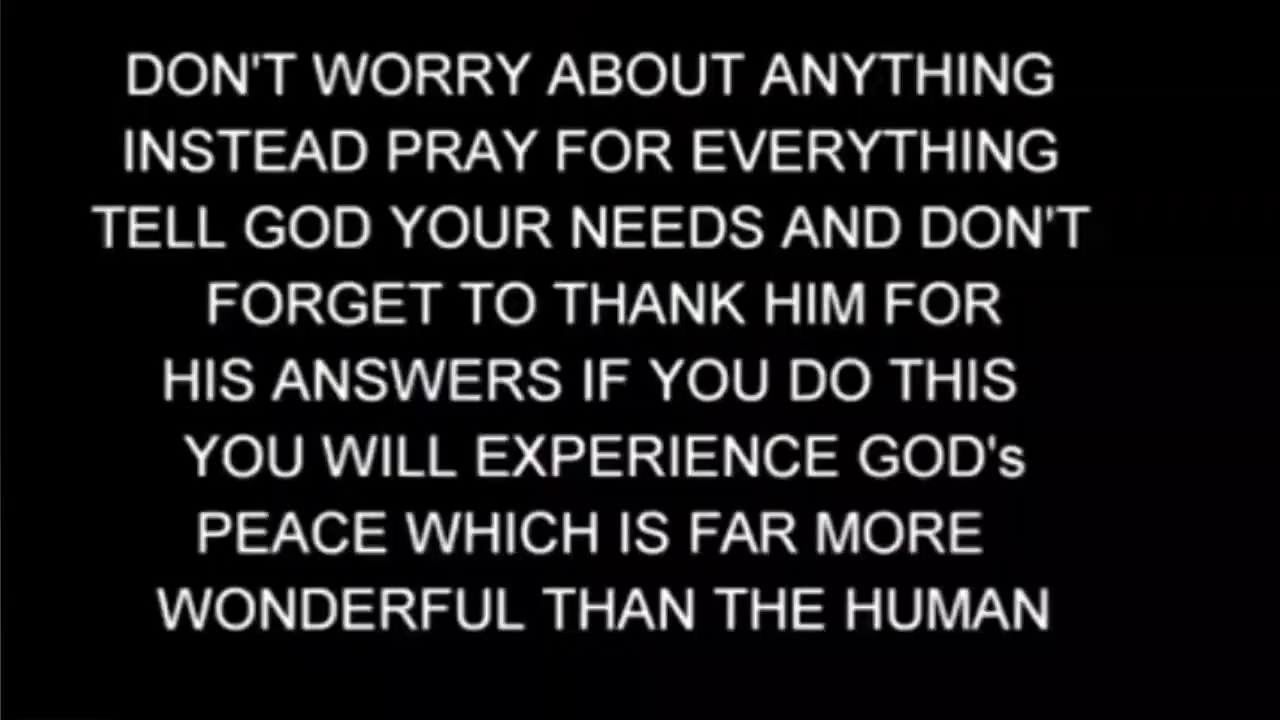 DON'T WORRY ABOUT ANYTHING
INSTEAD PRAY FOR EVERYTHING
TELL GOD YOUR NEEDS AND DON'T
FORGET TO THANK HIM FOR
HIS ANSWERS IF YOU DO THIS
YOU WILL EXPERIENCE GOD's
PEACE WHICH IS FAR MORE
WONDERFUL THAN THE HUMAN